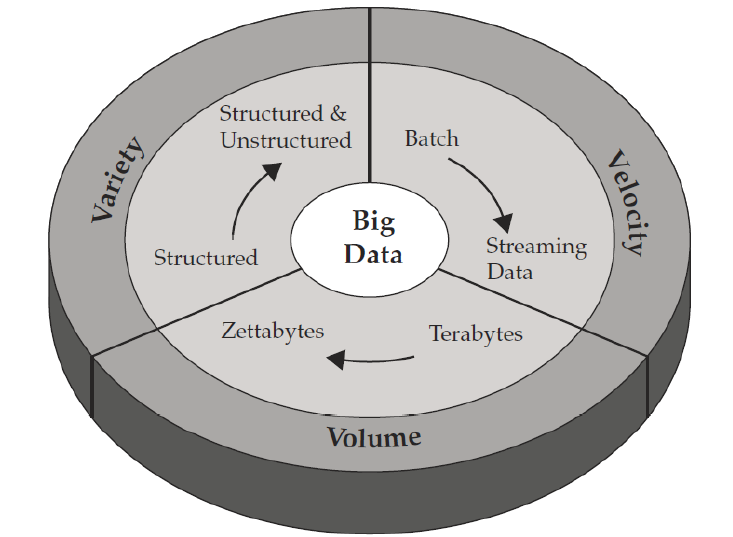 Structured &
Unstructured
Batch
Variety
Velocity
Big
Data
Structured
Streaming
Data
Zettabytes
Terabytes
Volume